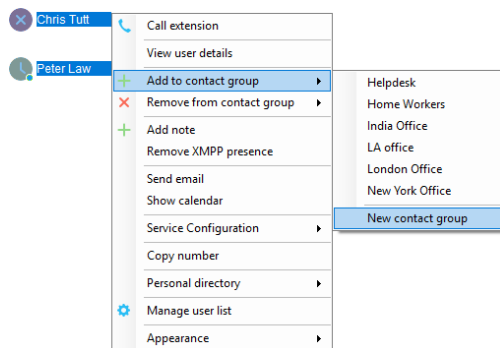 Chris Tutt
Peter Law
Call extension
View user details
Add to contact group
Remove from contact group
Add note
Remove XMPP presence
Send email
Show calendar
Service Configuration
Copy number
Personal directory
Manage user list
Appearance
Helpdesk
Home Workers
India Office
LA office
London Office
New York Office
New contact group